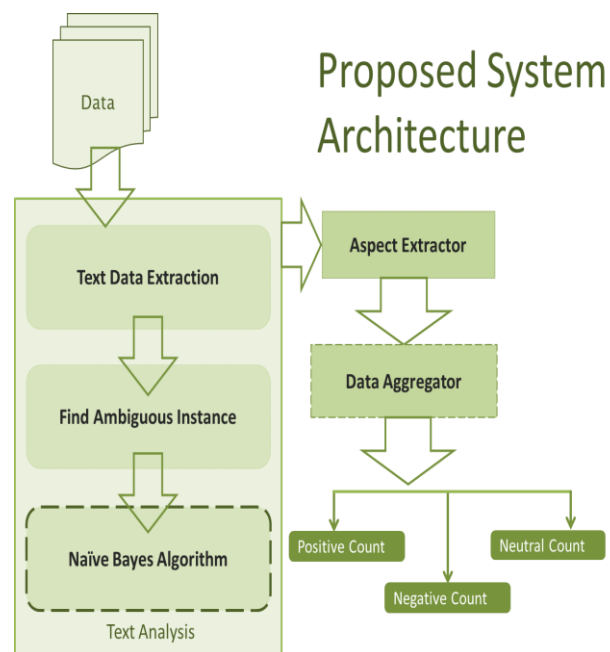 Proposed System
Architecture
Data
Text Data Extraction
Find Ambiguous Instance
Naïve Bayes Algorithm
Text Analysis
Aspect Extractor
Data Aggregator
Positive Count
Neutral Count
Negative Count